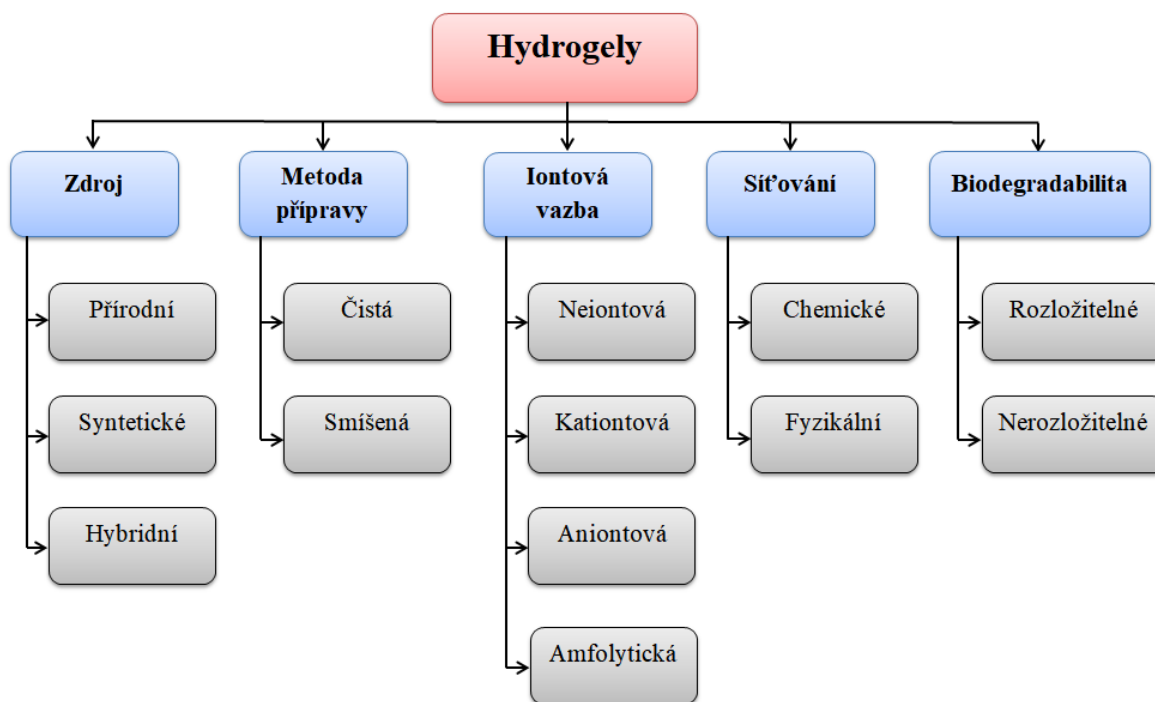 Hydrogely
Zdroj
Metoda
přípravy
Iontová
vazba
Síťování
Biodegradabilita
Přírodní
Čistá
Neiontová
Chemické
Rozložitelné
Syntetické
Smíšená
Kationtová
Fyzikální
Nerozložitelné
Hybridní
Aniontová
Amfolytická